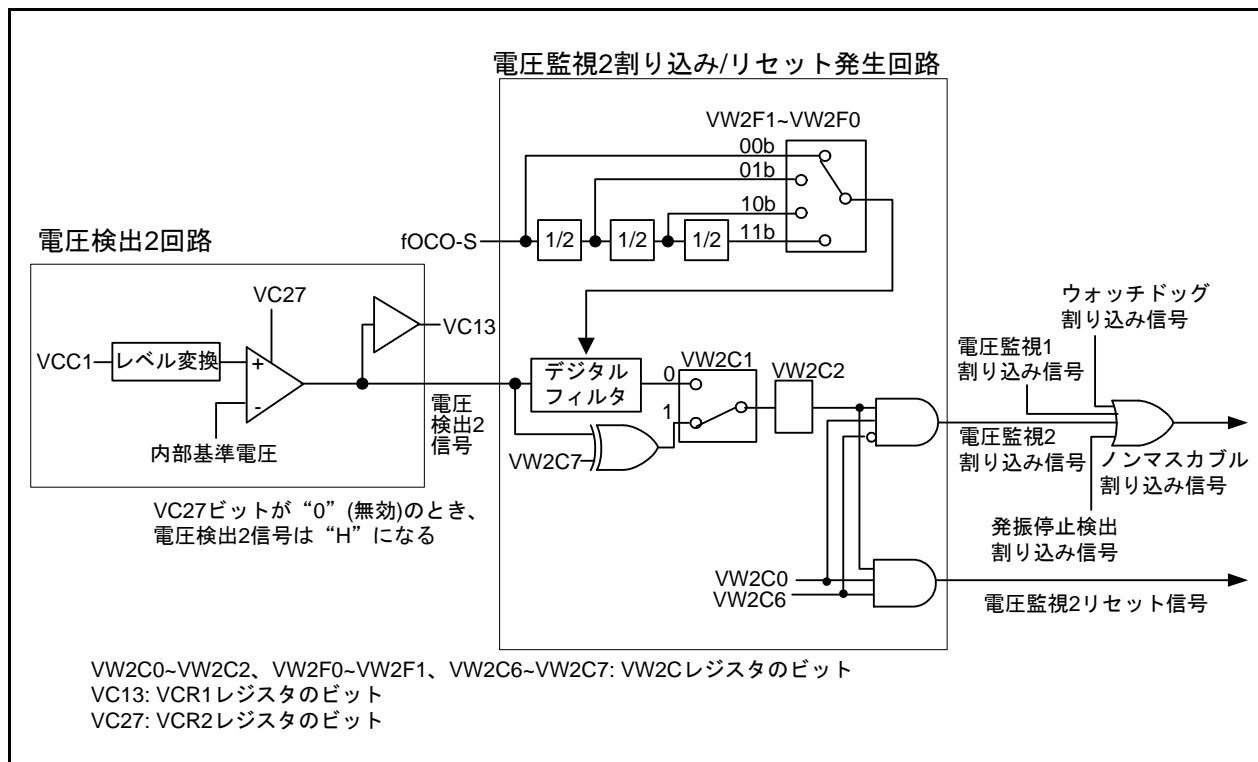 電圧監視2割り込み/リセット発生回路
VW2F1~VW2F0
00b
01b
10b
11b
fOCO-S
1/2
1/2
1/2
電圧検出2回路
VC27
VC13
VCC1
レベル変換
+
-
内部基準電圧
電圧
検出2
信号
VC27ビットが“0”(無効)のとき、
電圧検出2信号は“H”になる
デジタル
フィルタ
VW2C7
VW2C1
0
1
VW2C2
VW2C0
VW2C6
ウォッチドッグ
割り込み信号
電圧監視1
割り込み信号
電圧監視2
割り込み信号
ノンマスカブル
割り込み信号
発振停止検出
割り込み信号
電圧監視2リセット信号
VW2C0~VW2C2、VW2F0~VW2F1、VW2C6~VW2C7: VW2Cレジスタのビット
VC13: VCR1レジスタのビット
VC27: VCR2レジスタのビット